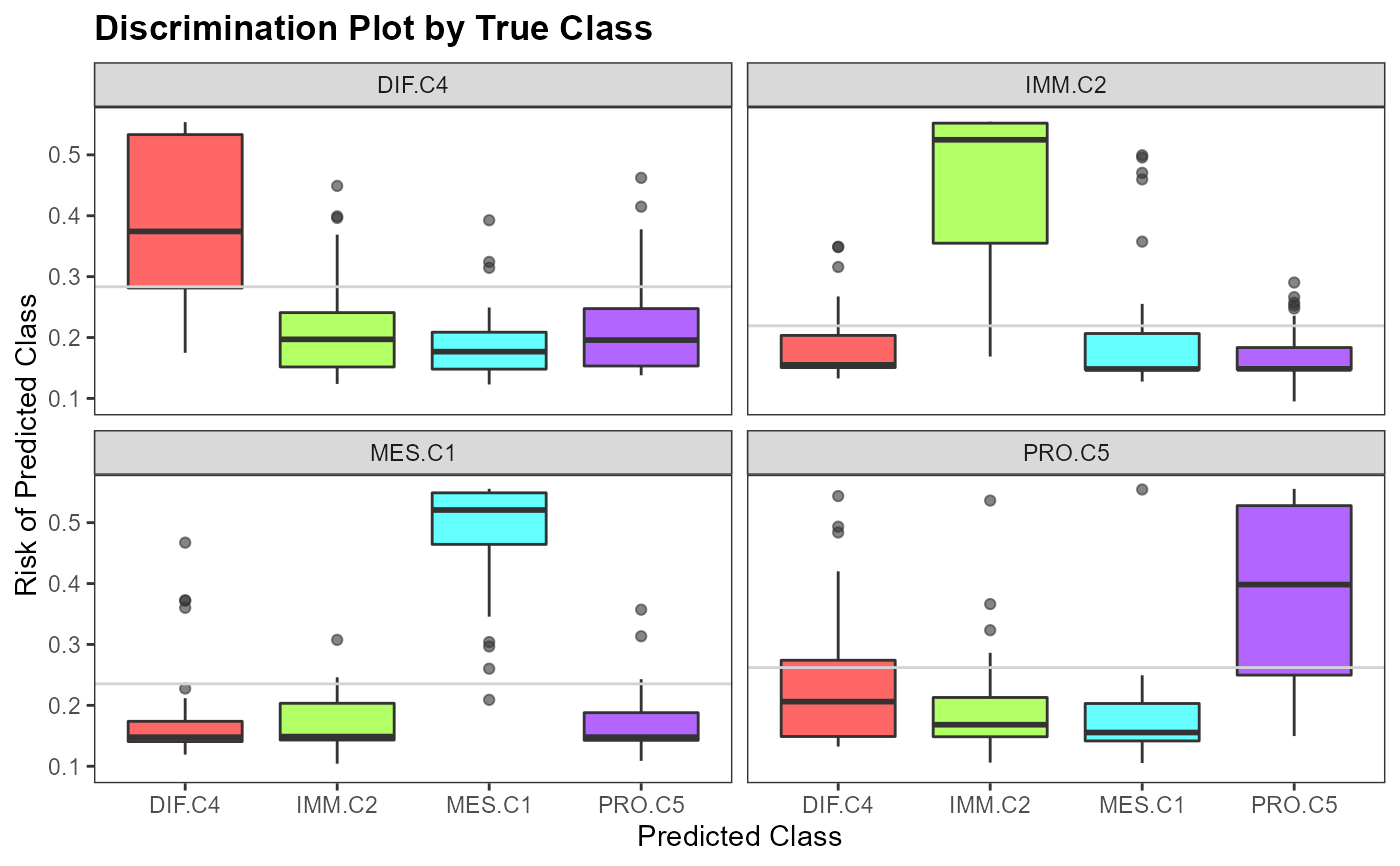 Discrimination Plot by True Class
DIF.C4
IMM.C2
0.5
0.4
0.3
0.2
0.1
MES.C1
PRO.C5
0.5
0.4
0.3
0.2
0.1
Risk of Predicted Class
DIF.C4 IMM.C2 MES.C1 PRO.C5
DIF.C4 IMM.C2 MES.C1 PRO.C5
Predicted Class